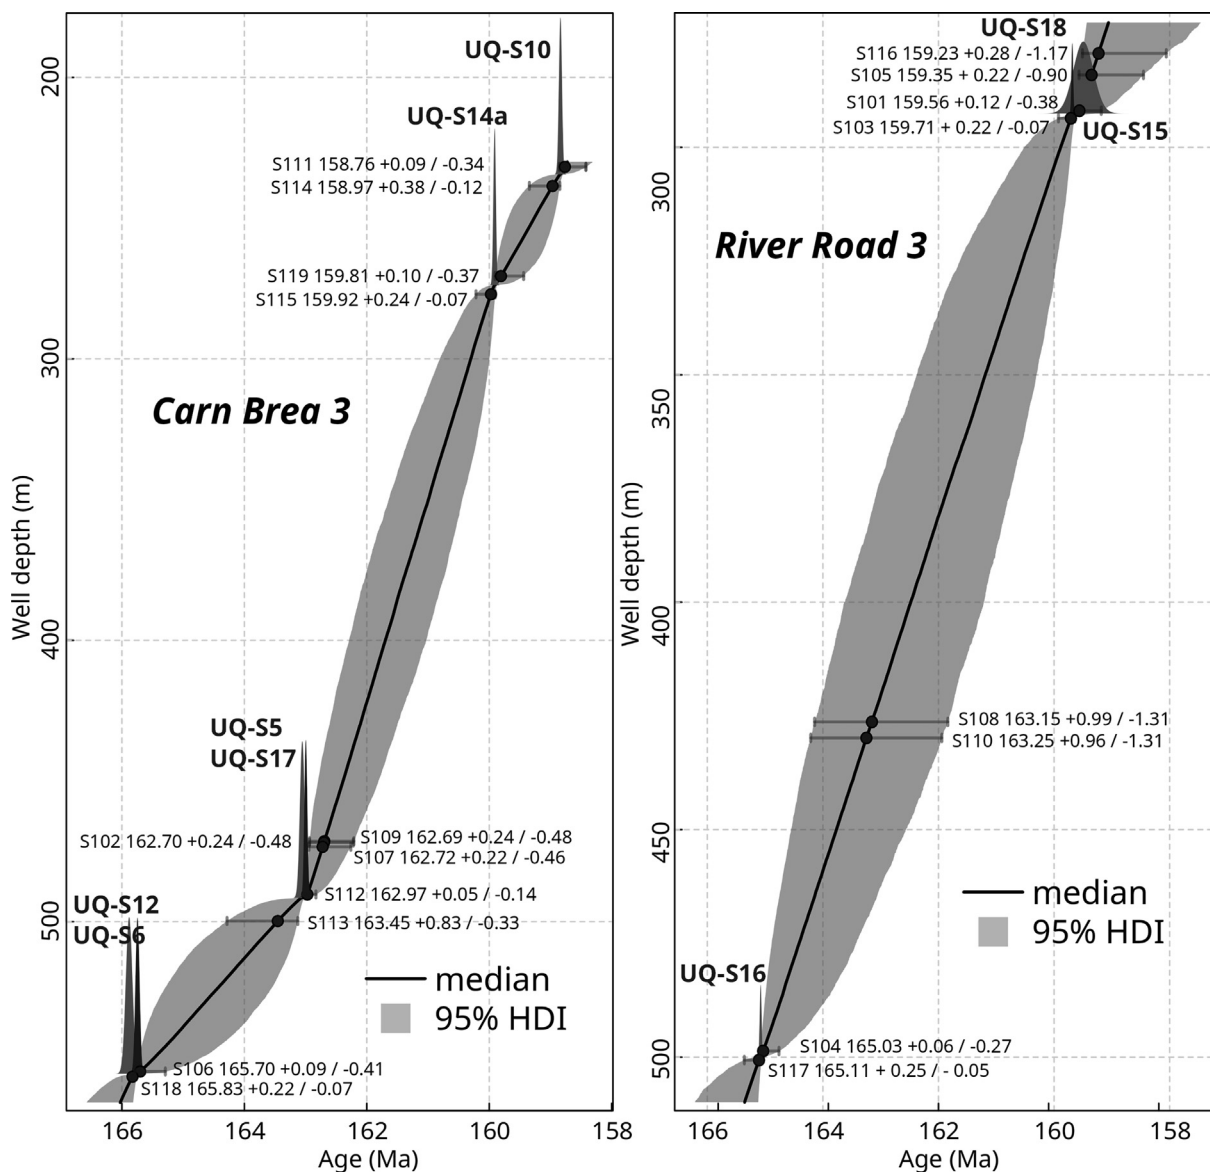 UQ-S10
UQ-S14a
S111 158.76 +0.09 / -0.34
S114 158.97 +0.38 / -0.12
S119 159.81 +0.10 / -0.37
S115 159.92 +0.24 / -0.07
Carn Brea 3
UQ-S5
UQ-S17
S102 162.70 +0.24 / -0.48
S109 162.69 +0.24 / -0.48
S107 162.72 +0.22 / -0.46
S112 162.97 +0.05 / -0.14
S113 163.45 +0.83 / -0.33
UQ-S12
UQ-S6
median
95% HDI
S106 165.70 +0.09 / -0.41
S118 165.83 +0.22 / -0.07
200
300
400
500
Well depth (m)
166 164 162 160 158
Age (Ma)
UQ-S18
S116 159.23 +0.28 / -1.17
S105 159.35 + 0.22 / -0.90
S101 159.56 +0.12 / -0.38
S103 159.71 + 0.22 / -0.07
UQ-S15
River Road 3
S108 163.15 +0.99 / -1.31
S110 163.25 +0.96 / -1.31
median
95% HDI
UQ-S16
S104 165.03 +0.06 / -0.27
S117 165.11 + 0.25 / - 0.05
300
350
400
450
500
Well depth (m)
166 164 162 160 158
Age (Ma)